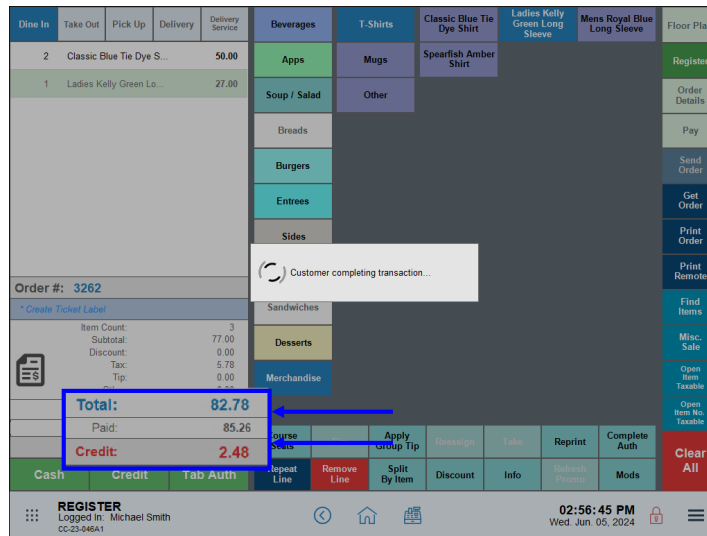 Dine In
Take Out
Pick Up
Delivery
Delivery
Service
2 Classic Blue Tie Dye S... 50.00
1 Ladies Kelly Green Lo... 27.00
Order #: 3262
* Create Ticket Label
Item Count: 3
Subtotal: 77.00
Discount: 0.00
Tax: 5.78
Tip: 0.00
Total: 82.78
Paid: 85.26
Credit: 2.48
Cash
Credit
Tab Auth
Beverages
Apps
Soup / Salad
Breads
Burgers
Entrees
Sides
Sandwiches
Desserts
Merchandise
T-Shirts
Mugs
Other
Classic Blue Tie
Dye Shirt
Spearfish Amber
Shirt
Ladies Kelly
Green Long
Sleeve
Mens Royal Blue
Long Sleeve
Customer completing transaction...
Course
Seats
Apply
Group Tip
Reassign
Take
Reprint
Complete
Auth
Repeat
Line
Remove
Line
Split
By Item
Discount
Info
Refresh
Promo
Mods
Floor Pla
Register
Order
Details
Pay
Send
Order
Get
Order
Print
Order
Print
Remote
Find
Items
Misc.
Sale
Open
Item
Taxable
Open
Item No.
Taxable
Clear
All
REGISTER
Logged In: Michael Smith
CC-23-046A1
02:56:45 PM
Wed. Jun. 05, 2024